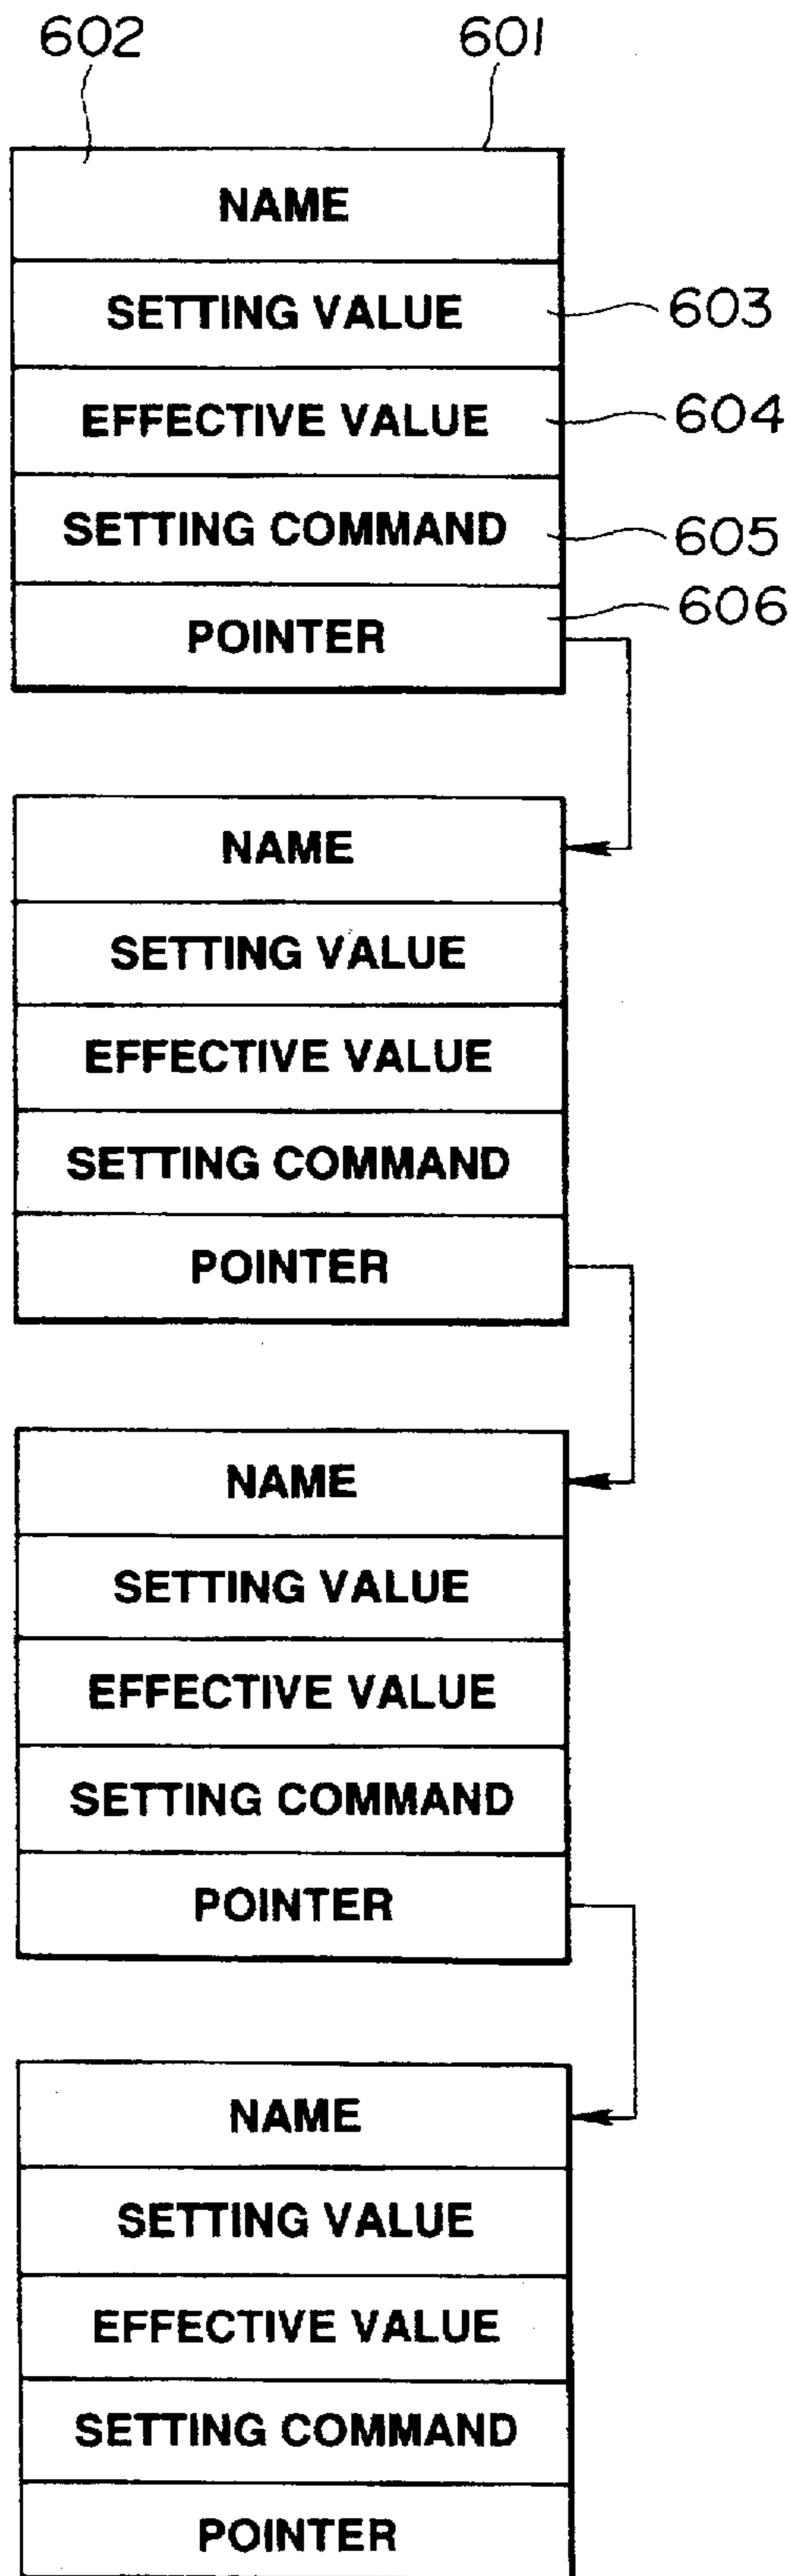 602 601
NAME
SETTING VALUE 603
EFFECTIVE VALUE 604
SETTING COMMAND 605
POINTER 606
NAME
SETTING VALUE
EFFECTIVE VALUE
SETTING COMMAND
POINTER
NAME
SETTING VALUE
EFFECTIVE VALUE
SETTING COMMAND
POINTER
NAME
SETTING VALUE
EFFECTIVE VALUE
SETTING COMMAND
POINTER